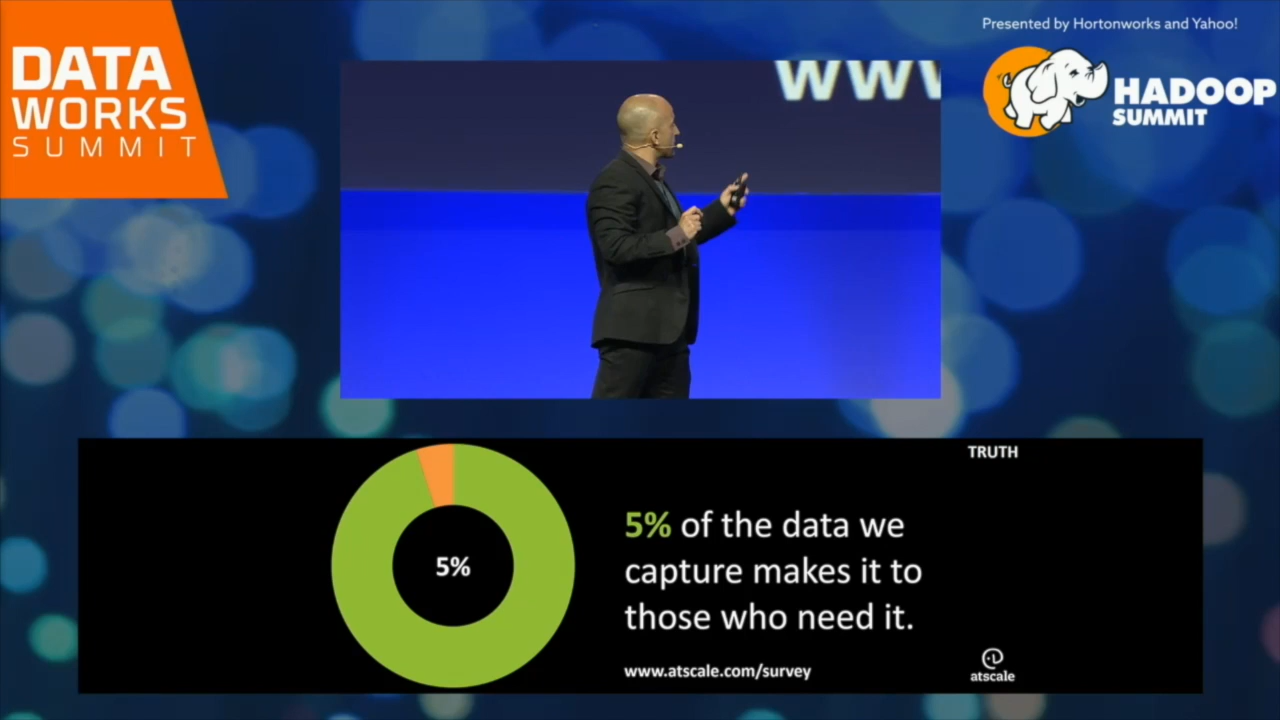 Presented by Hortonworks and Yahoo!
DATA
WORKS
SUMMIT
HADOOP
SUMMIT
WWW
TRUTH
5%
5% of the data we
capture makes it to
those who need it.
www.atscale.com/survey
atscale